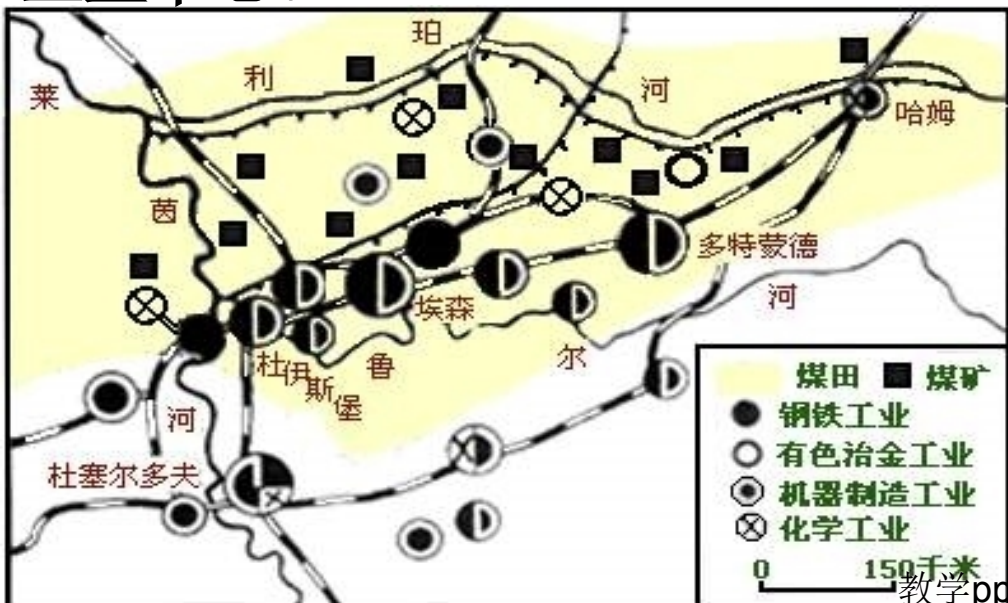 珀
利
河
莱
哈姆
茵
多特蒙德
河
埃森
杜伊斯堡
鲁
尔
河
杜塞尔多夫
煤田 煤矿
钢铁工业
有色冶金工业
机器制造工业
化学工业
0 150千米
教学pp